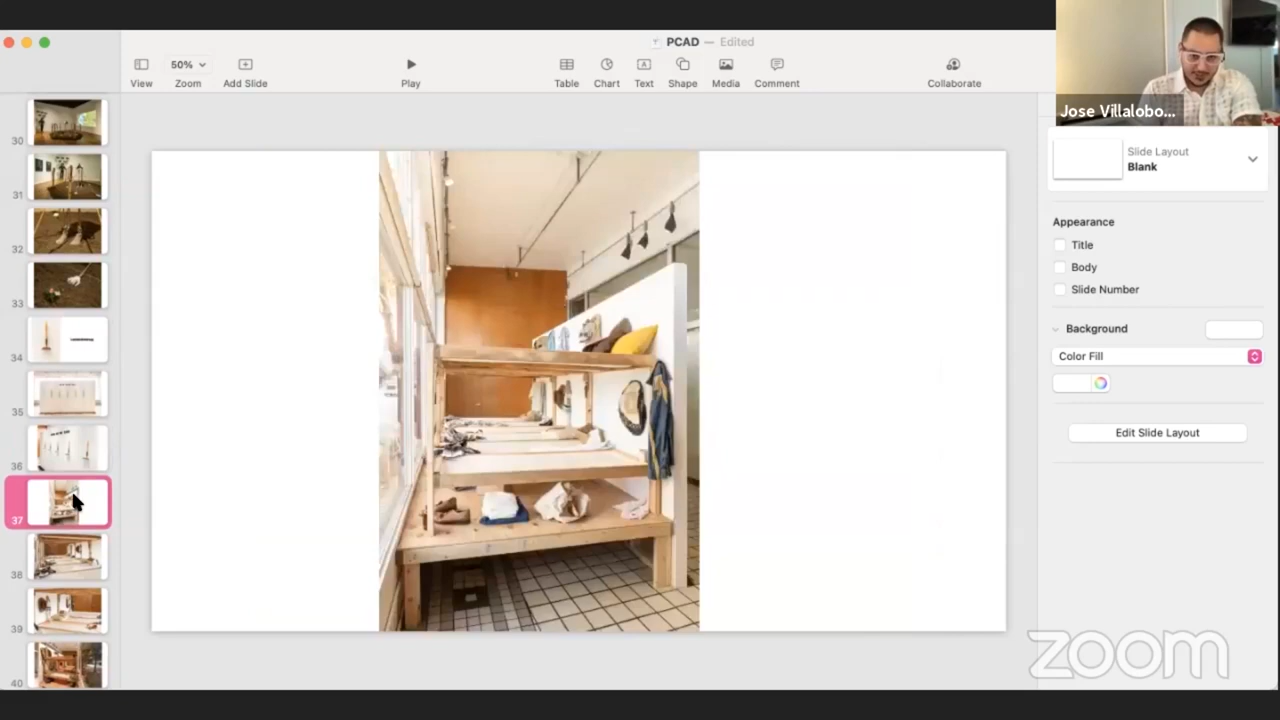 PCAD — Edited
50%
View
Zoom
Add Slide
Play
Table
Chart
Text
Shape
Media
Comment
Collaborate
Jose Villalobo...
Slide Layout
Blank
Appearance
Title
Body
Slide Number
Background
Color Fill
Edit Slide Layout
30
31
32
33
34
35
36
37
38
39
40
zoom